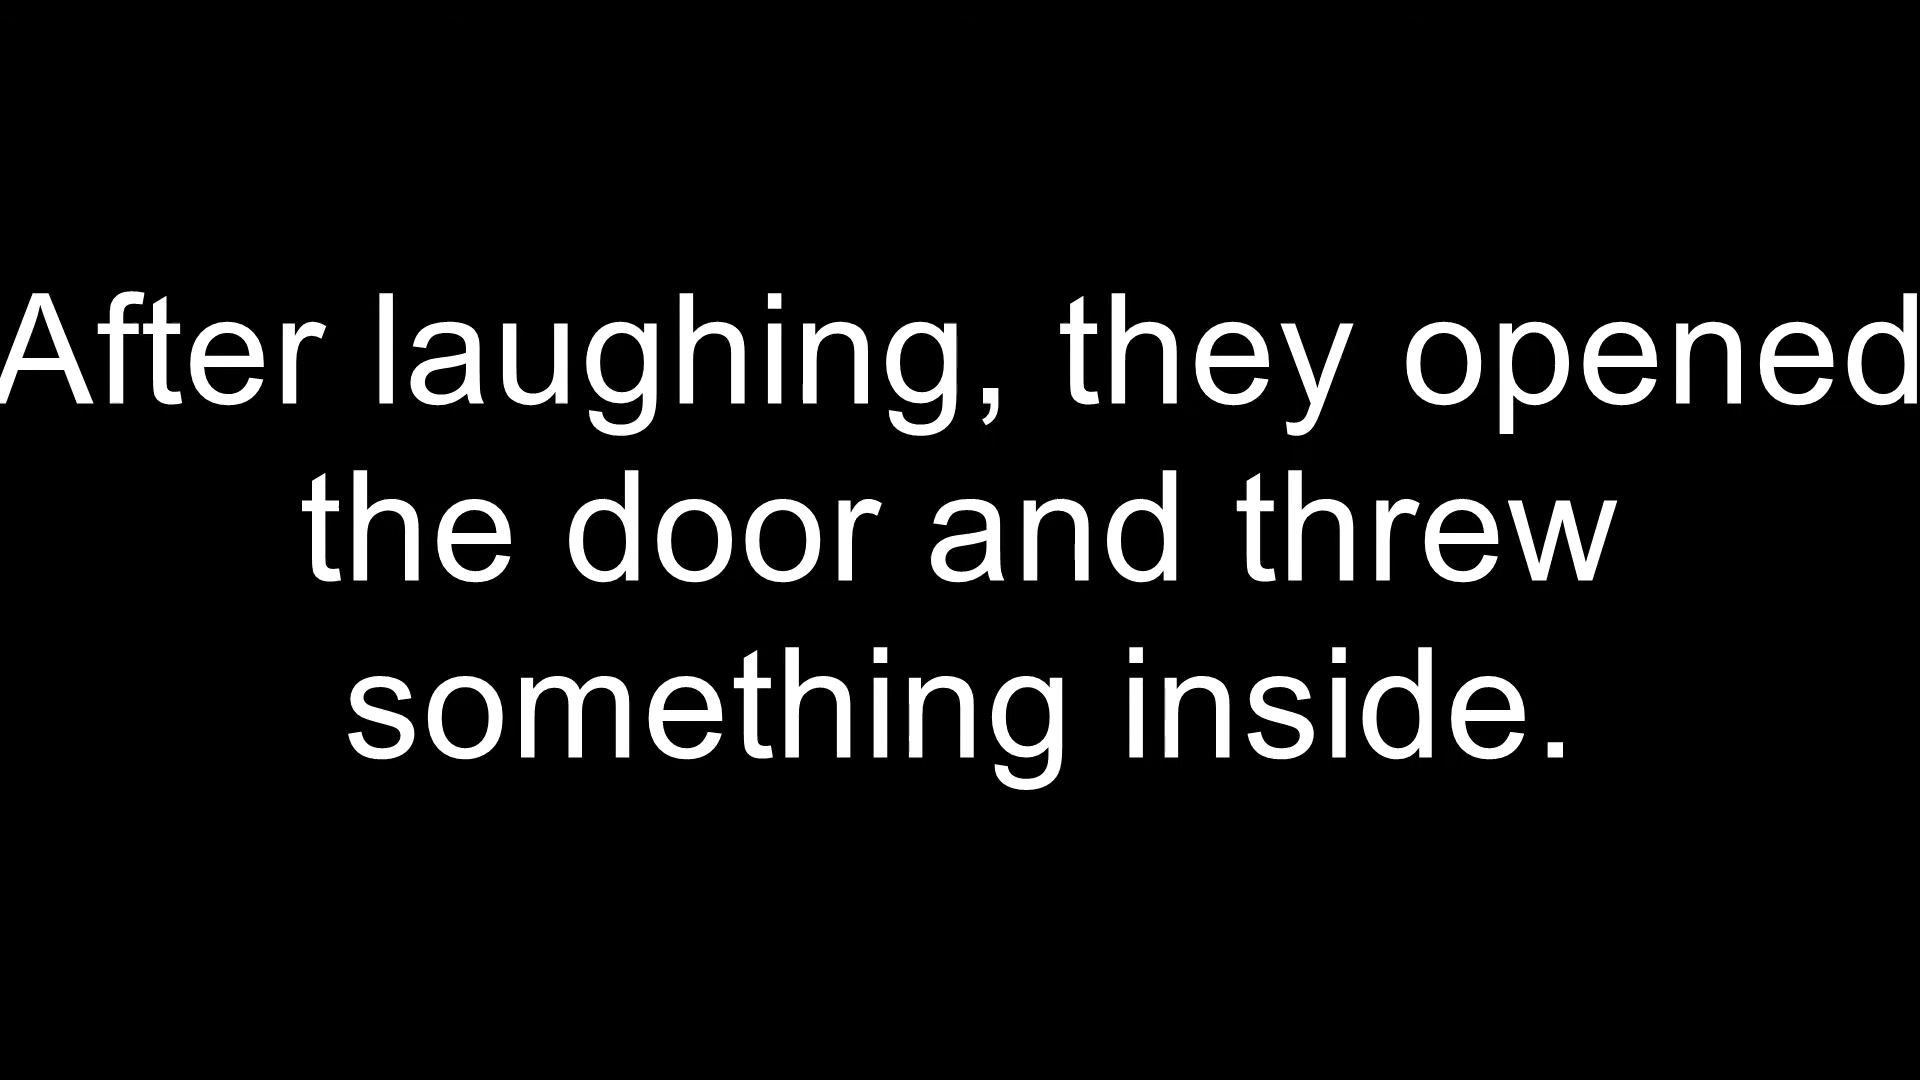 After laughing, they opened
the door and threw
something inside.